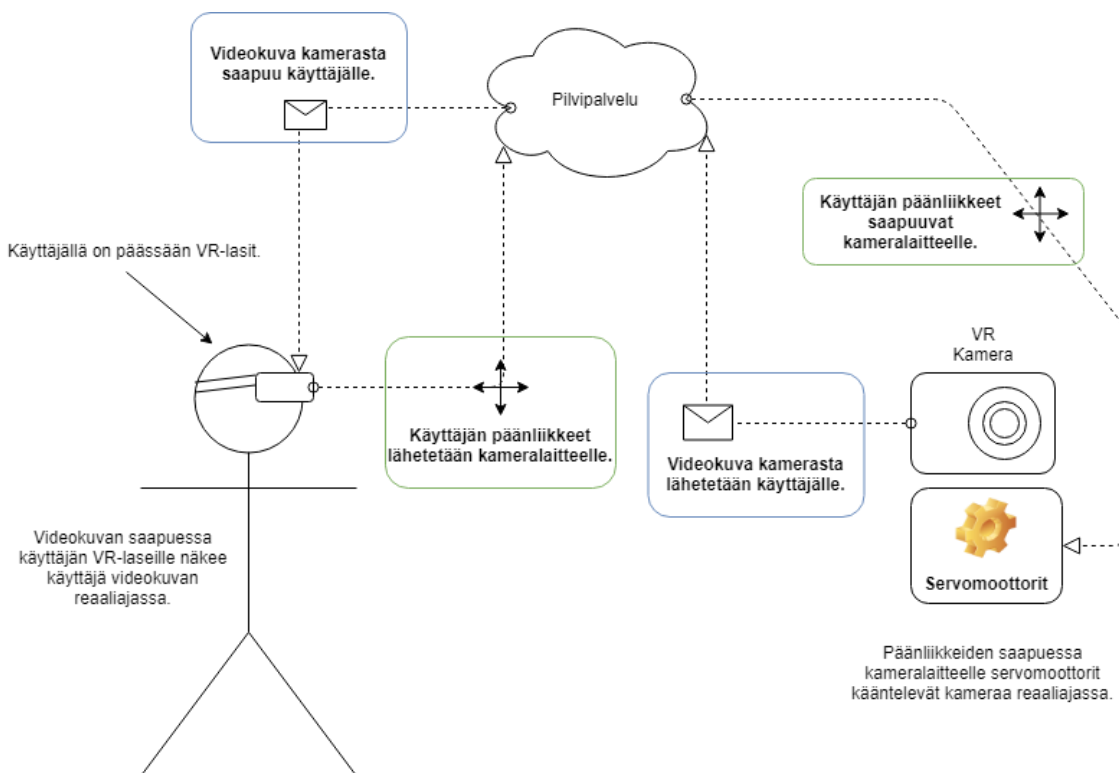 Videokuva kamerasta
saapuu käyttäjälle.
Pilvipalvelu
Käyttäjän päänliikkeet
saapuuvat
kameralaitteelle.
Käyttäjällä on päässään VR-lasit.
VR
Kamera
Käyttäjän päänliikkeet
lähetetään kameralaitteelle.
Videokuva kamerasta
lähetetään käyttäjälle.
Videokuvan saapuessa
käyttäjän VR-laseille näkee
käyttäjä videokuvan
reaaliajassa.
Servomoottorit
Päänliikkeiden saapuessa
kameralaitteelle servomoottorit
kääntelevät kameraa reaaliajassa.